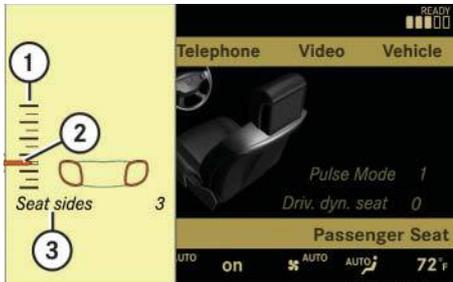 READY
Telephone Video Vehicle
1
2
Pulse Mode 1
Seat sides 3
Driv. dyn. seat 0
3
Passenger Seat
AUTO on AUTO AUTO 72°F